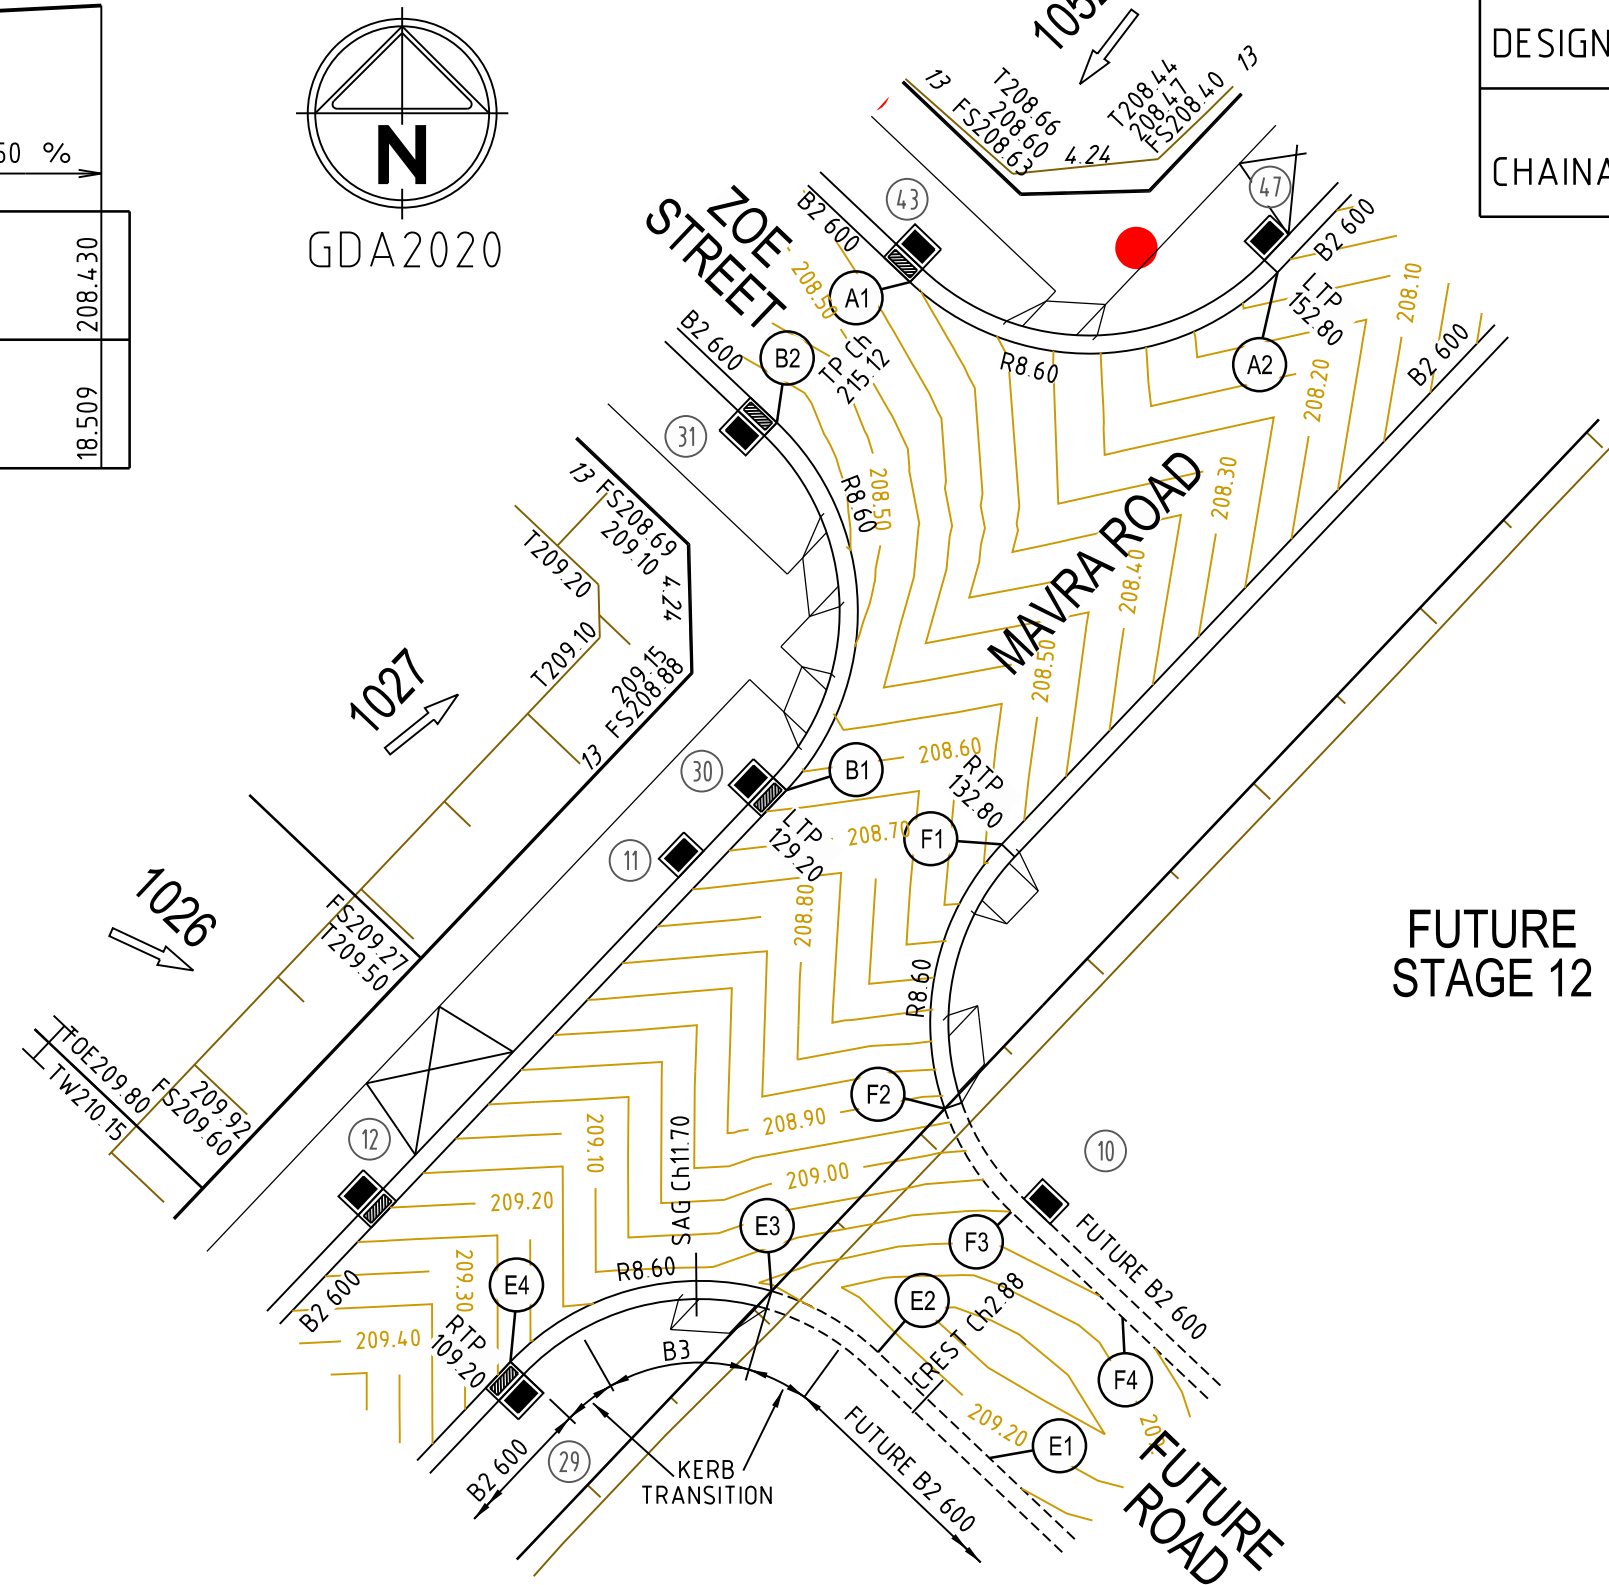 50 %
208.430
18.509
N
GDA2020
DESIGN
CHAINA
13
T208.66
208.60
FS208.63
4.24
T208.44
208.47
FS208.40
13
43
47
B2 600
B2 600
ZOE
STREET
A1
208.50
LTP
152.80
208.10
B2 600
B2 600
B2
TP Ch
215.12
R8.60
A2
208.20
31
R8.60
208.50
208.30
MAVRA ROAD
208.40
208.50
13
FS208.69
209.10
T209.20
4.24
T209.10
209.15
FS208.88
13
1027
30
B1
208.60
RTP
132.80
LTP
129.20
208.70
F1
11
208.80
R8.60
1026
FS209.27
T209.50
FUTURE
STAGE 12
TOE209.80
TW210.15
209.92
FS209.60
12
F2
208.90
209.10
SAG Ch11.70
209.00
209.20
10
E3
F3
FUTURE B2 600
R8.60
209.30
E4
E2
CREST Ch2.88
B2 600
209.40
RTP
109.20
B3
F4
209.20
E1
FUTURE
ROAD
FUTURE B2 600
B2 600
29
KERB
TRANSITION